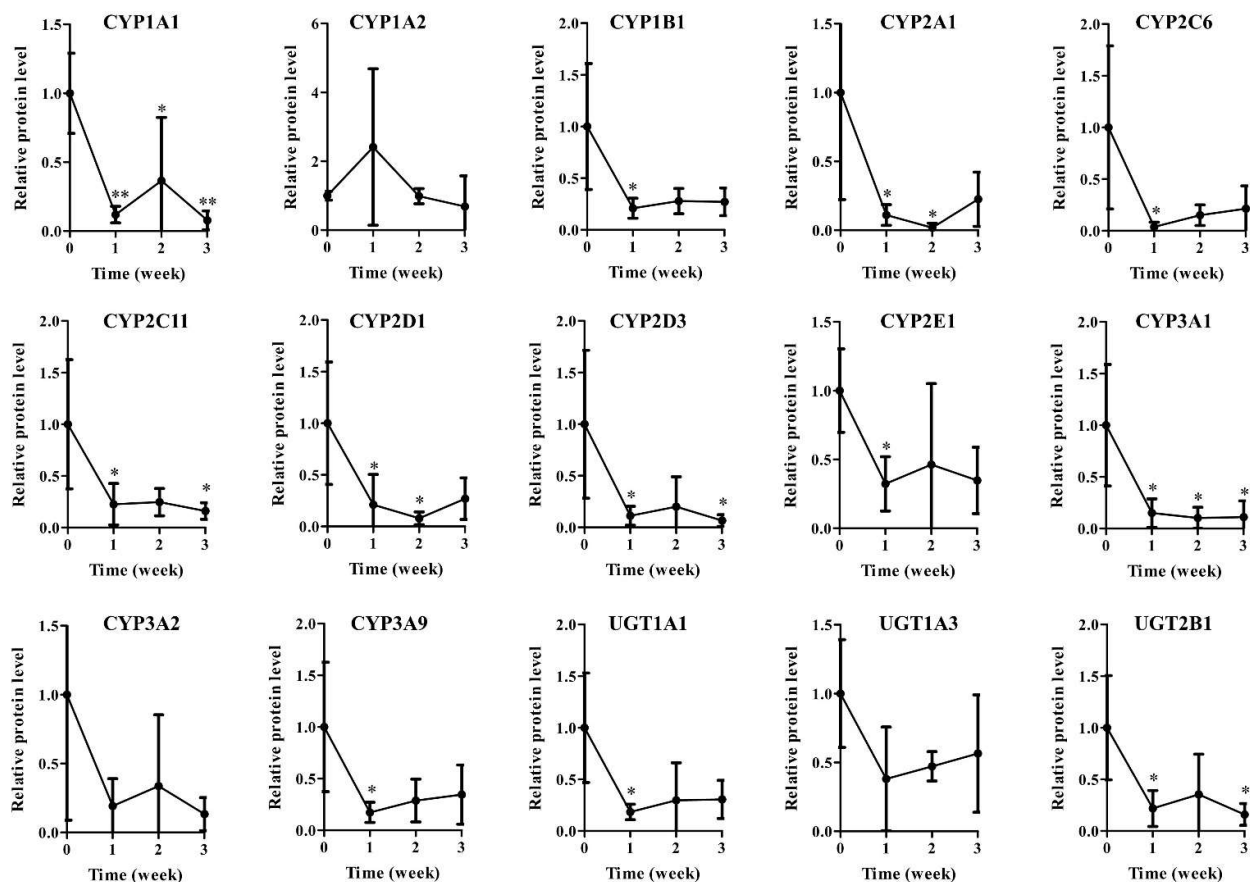 CYP1A1 CYP1A2 CYP1B1 CYP2A1 CYP2C6
Relative protein level Relative protein level Relative protein level Relative protein level Relative protein level
1.5 6 2.0 1.5 2.0
1.5 1.5
1.0 4 1.0 1.0 1.0
0.5 2 0.5 0.5 0.5
0.0 0 0.0 0.0 0.0
* ** ** * * * *
0 1 2 3 0 1 2 3 0 1 2 3 0 1 2 3 0 1 2 3
Time (week) Time (week) Time (week) Time (week) Time (week)
CYP2C11 CYP2D1 CYP2D3 CYP2E1 CYP3A1
Relative protein level Relative protein level Relative protein level Relative protein level Relative protein level
2.0 2.0 2.0 1.5 2.0
1.5 1.5 1.5 1.5
1.0 1.0 1.0 1.0 1.0
0.5 0.5 0.5 0.5 0.5
0.0 0.0 0.0 0.0 0.0
* * * * * * * * * *
0 1 2 3 0 1 2 3 0 1 2 3 0 1 2 3 0 1 2 3
Time (week) Time (week) Time (week) Time (week) Time (week)
CYP3A2 CYP3A9 UGT1A1 UGT1A3 UGT2B1
Relative protein level Relative protein level Relative protein level Relative protein level Relative protein level
1.5 2.0 2.0 1.5 2.0
1.5 1.5 1.5
1.0 1.0 1.0 1.0 1.0
0.5 0.5 0.5 0.5 0.5
0.0 0.0 0.0 0.0 0.0
* * * *
0 1 2 3 0 1 2 3 0 1 2 3 0 1 2 3 0 1 2 3
Time (week) Time (week) Time (week) Time (week) Time (week)